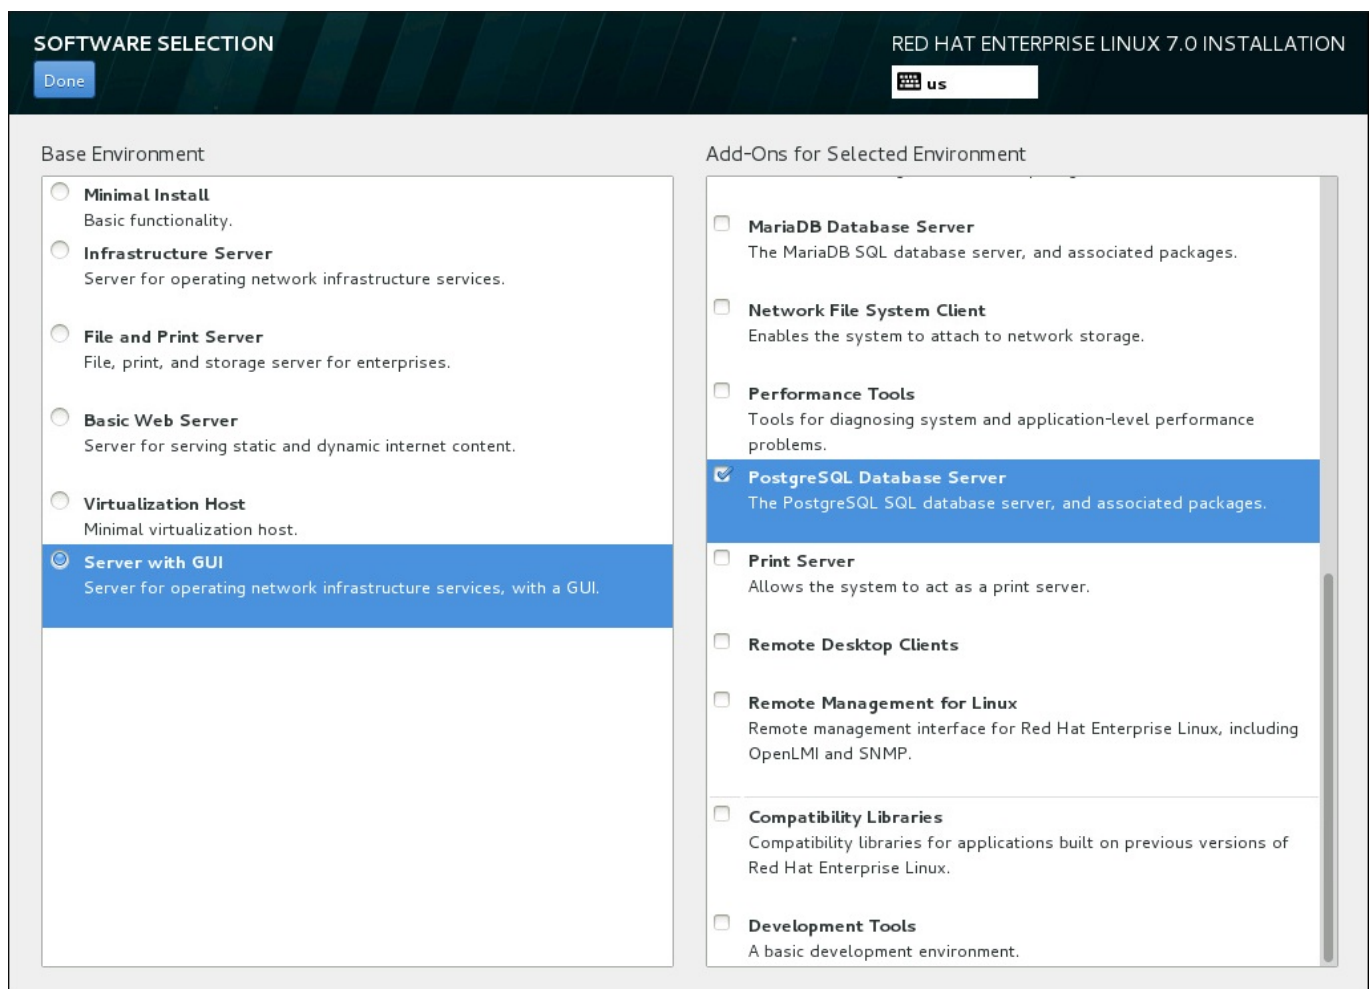 SOFTWARE SELECTION
Done
RED HAT ENTERPRISE LINUX 7.0 INSTALLATION
us
Base Environment
Minimal Install
Basic functionality.
Infrastructure Server
Server for operating network infrastructure services.
File and Print Server
File, print, and storage server for enterprises.
Basic Web Server
Server for serving static and dynamic internet content.
Virtualization Host
Minimal virtualization host.
Server with GUI
Server for operating network infrastructure services, with a GUI.
Add-Ons for Selected Environment
MariaDB Database Server
The MariaDB SQL database server, and associated packages.
Network File System Client
Enables the system to attach to network storage.
Performance Tools
Tools for diagnosing system and application-level performance
problems.
PostgreSQL Database Server
The PostgreSQL SQL database server, and associated packages.
Print Server
Allows the system to act as a print server.
Remote Desktop Clients
Remote Management for Linux
Remote management interface for Red Hat Enterprise Linux, including
OpenLMI and SNMP.
Compatibility Libraries
Compatibility libraries for applications built on previous versions of
Red Hat Enterprise Linux.
Development Tools
A basic development environment.